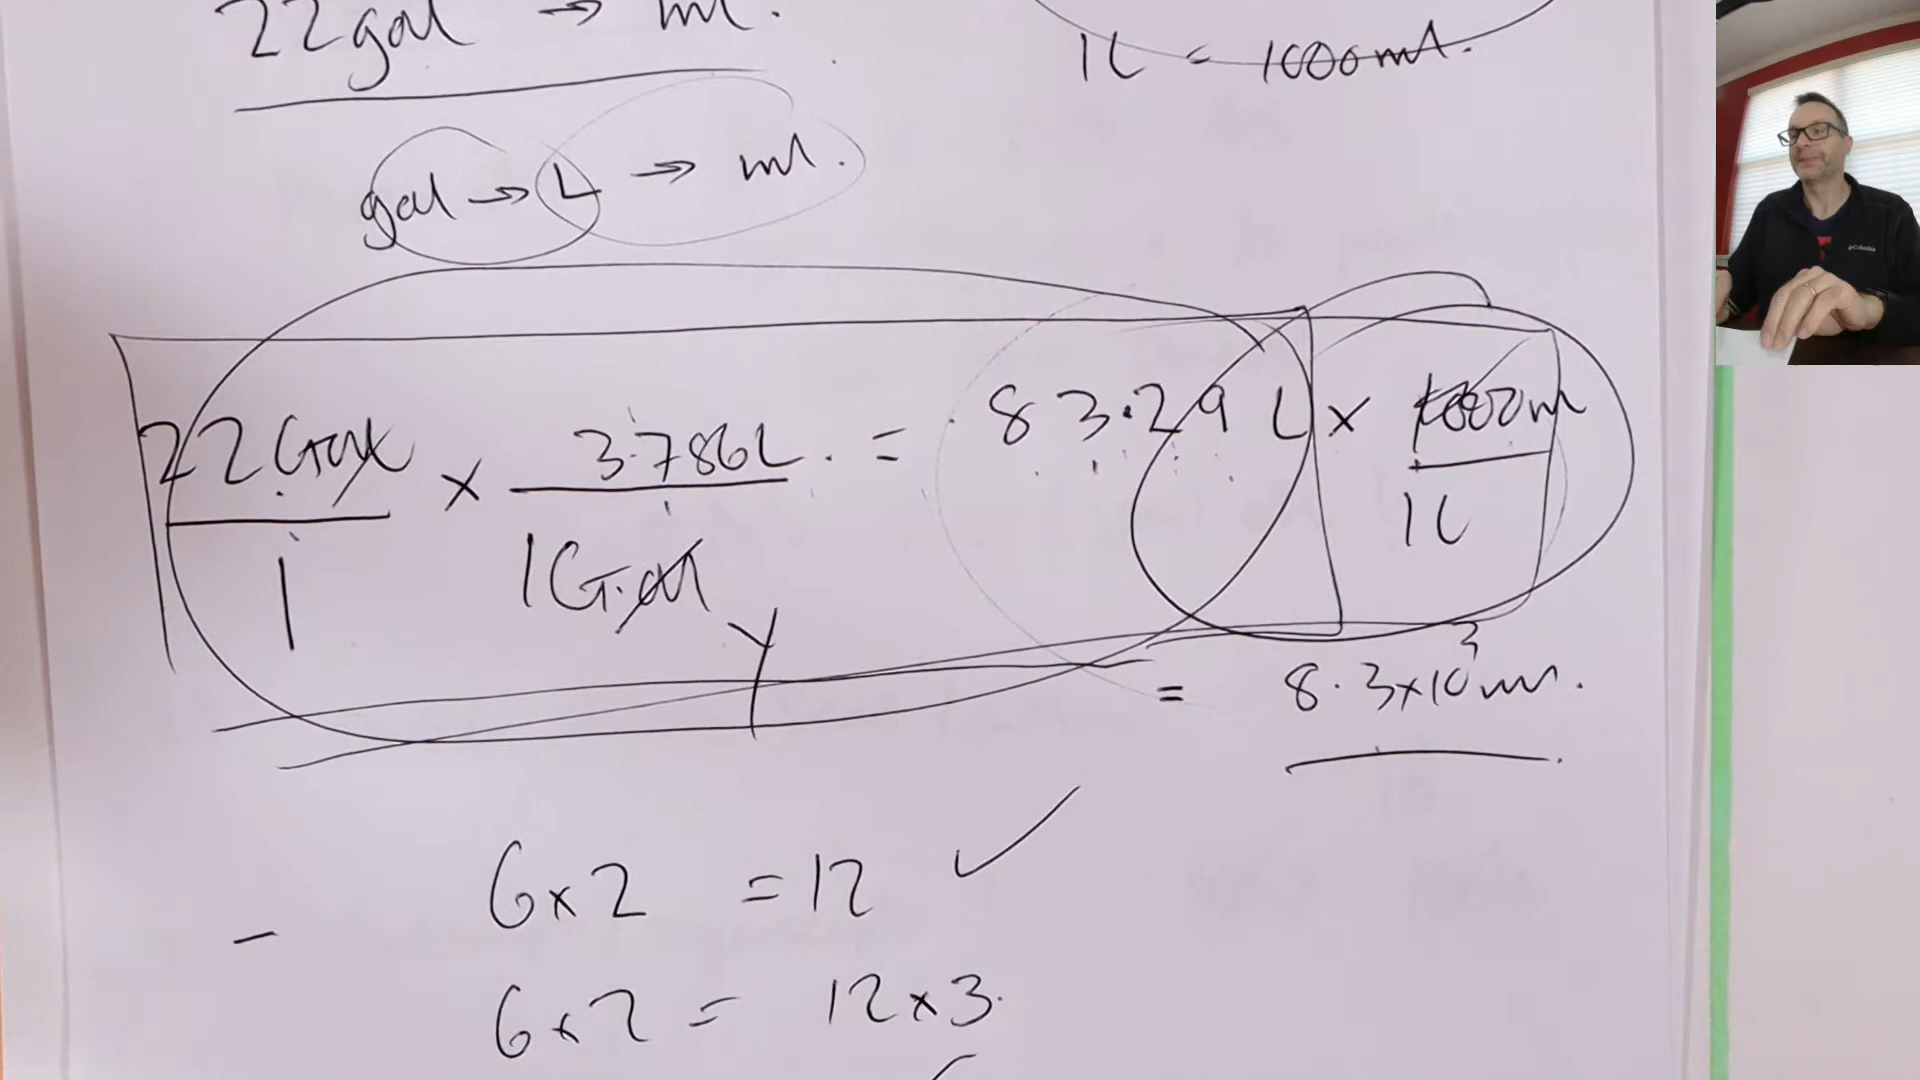 22gal → ml.
1L = 1000ml.
gal → L → ml.
22Gal / 1 × 3.786L / 1Gal = 83.29 L × 1000ml / 1L
= 8.3×10³ml.
6×2 = 12 ✓
– 6×2 = 12×3.
Columbia